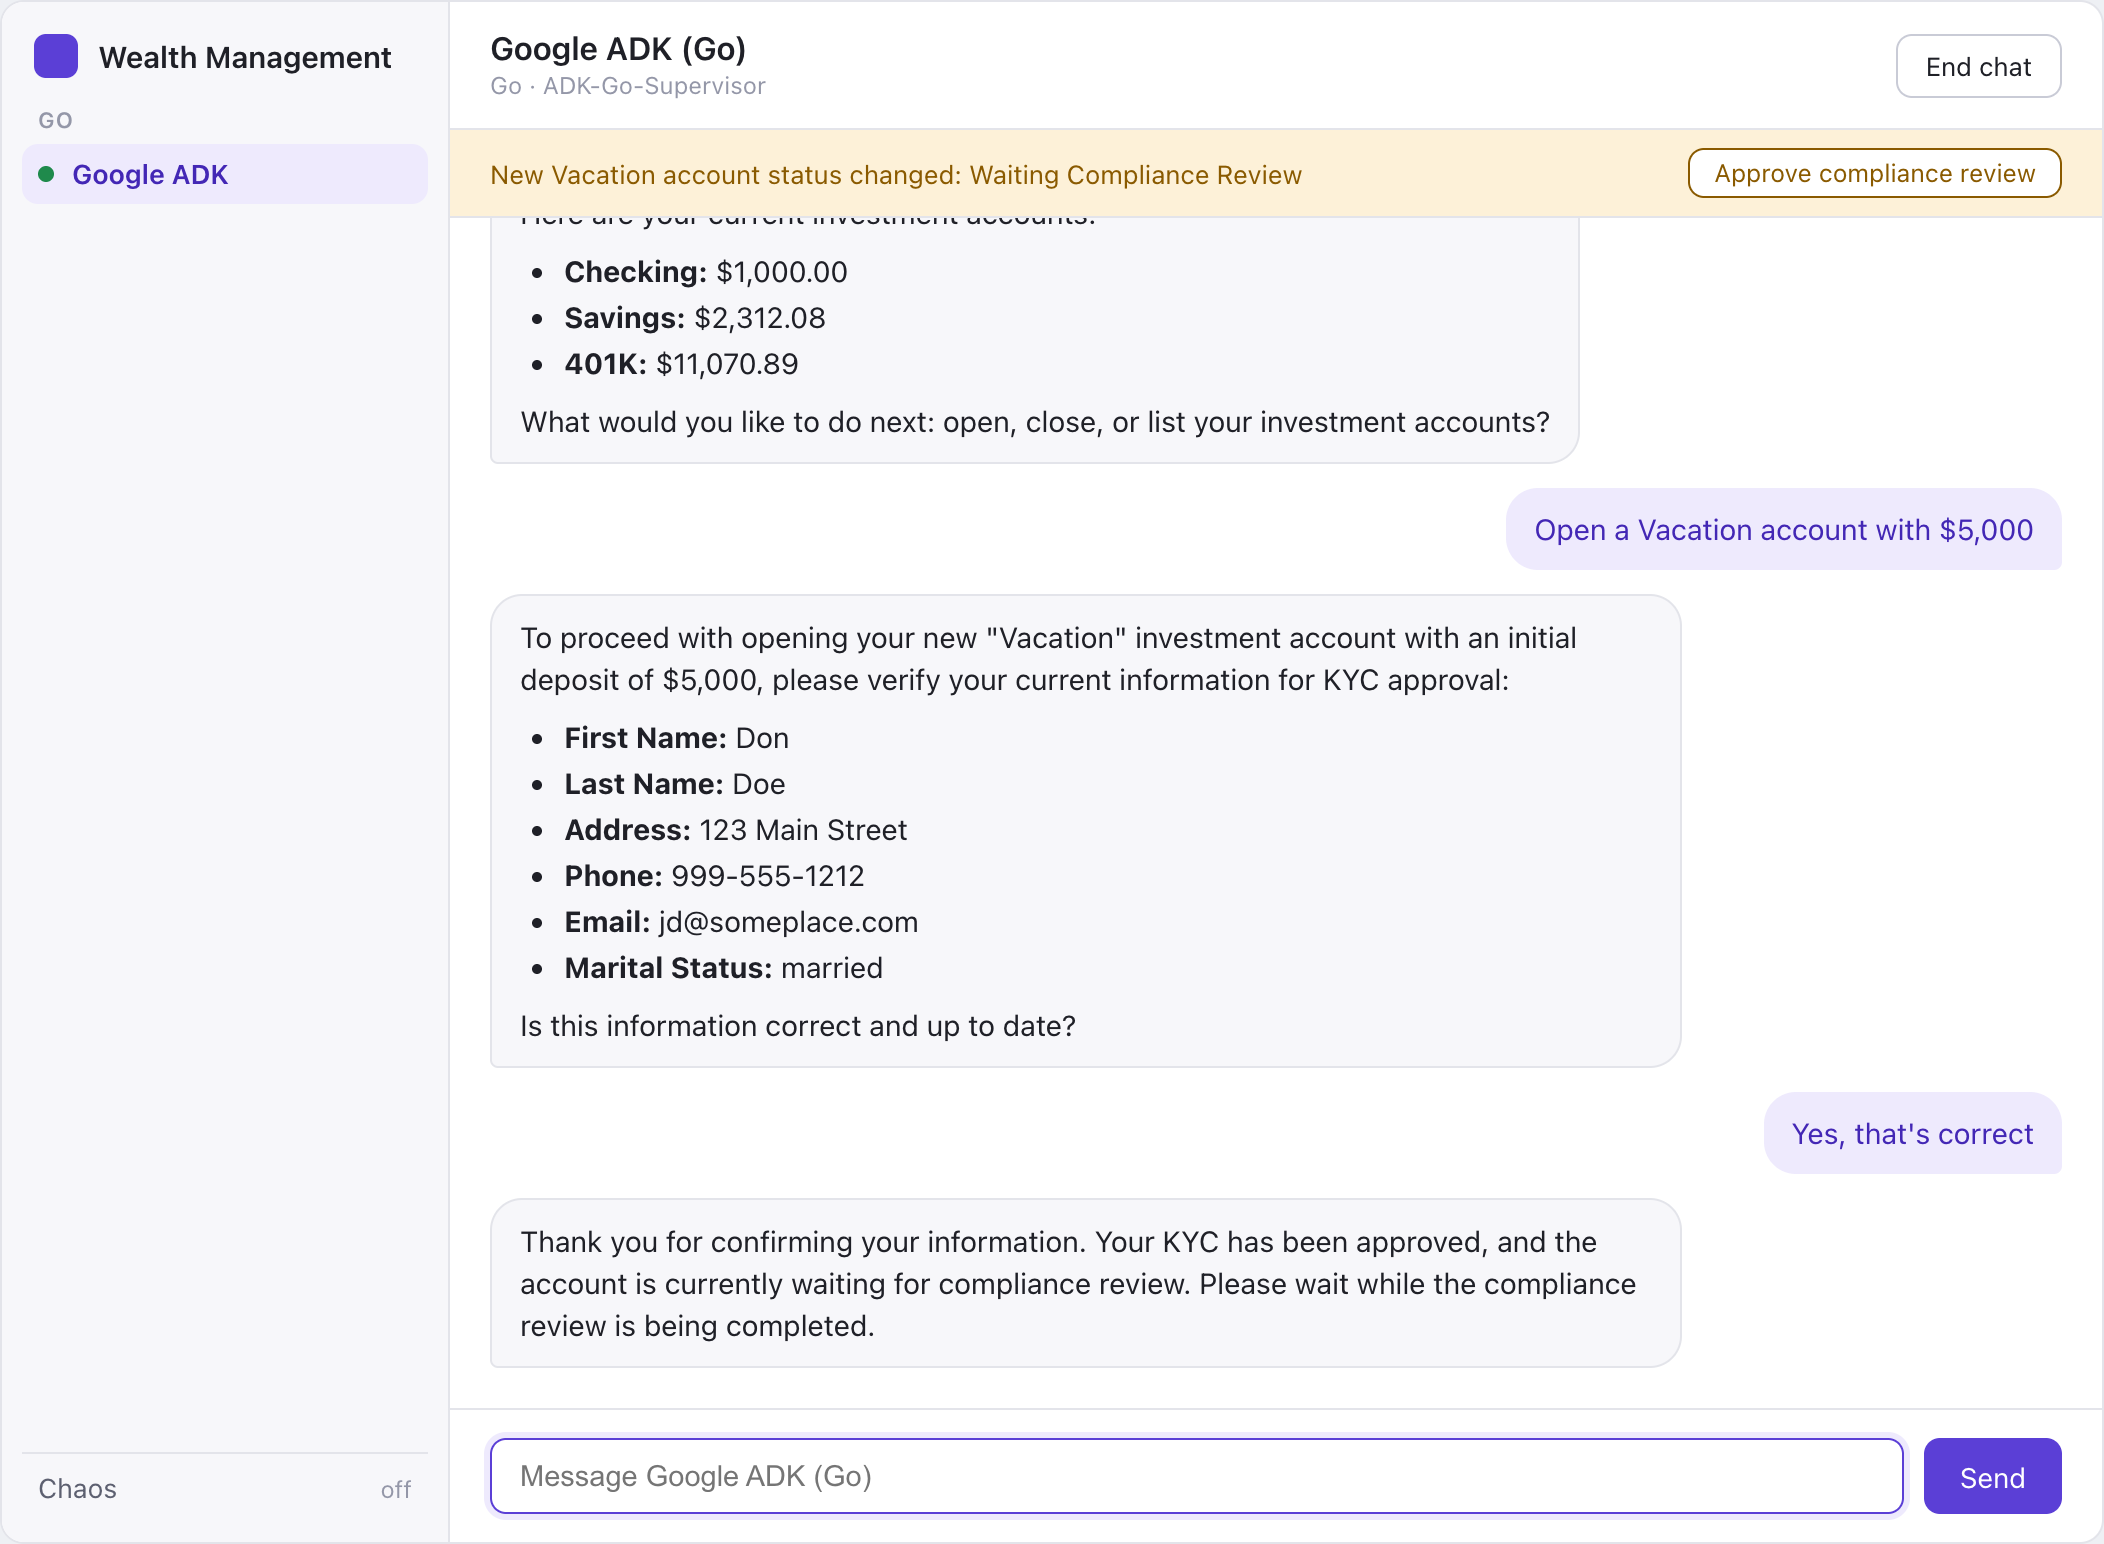 Wealth Management
GO
Google ADK
Chaos
off
Google ADK (Go)
Go · ADK-Go-Supervisor
End chat
New Vacation account status changed: Waiting Compliance Review
Approve compliance review
Here are your current investment accounts:
• Checking: $1,000.00
• Savings: $2,312.08
• 401K: $11,070.89
What would you like to do next: open, close, or list your investment accounts?
Open a Vacation account with $5,000
To proceed with opening your new "Vacation" investment account with an initial
deposit of $5,000, please verify your current information for KYC approval:
• First Name: Don
• Last Name: Doe
• Address: 123 Main Street
• Phone: 999-555-1212
• Email: jd@someplace.com
• Marital Status: married
Is this information correct and up to date?
Yes, that's correct
Thank you for confirming your information. Your KYC has been approved, and the
account is currently waiting for compliance review. Please wait while the compliance
review is being completed.
Message Google ADK (Go)
Send